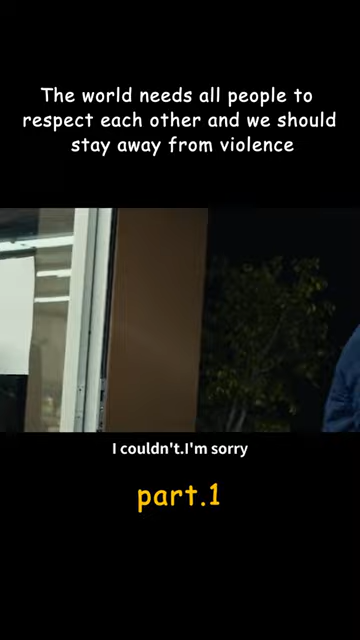 The world needs all people to
respect each other and we should
stay away from violence
I couldn't.I'm sorry
part.1